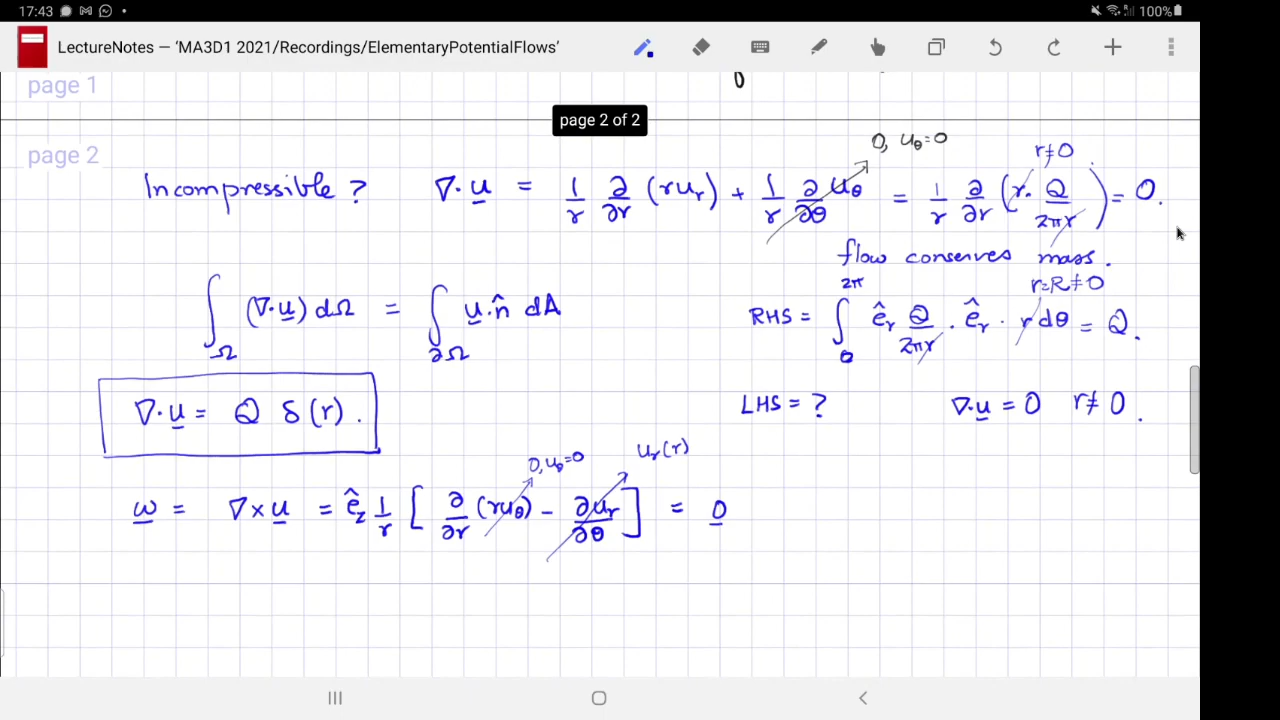 17:43 100%
LectureNotes — ‘MA3D1 2021/Recordings/ElementaryPotentialFlows’
page 1
0
page 2 of 2
page 2
0, u_θ=0
r≠0
Incompressible ? ∇·u = 1/r ∂/∂r (r u_r) + 1/r ∂/∂θ u_θ = 1/r ∂/∂r (r· Q/2πr) = 0.
flow conserves mass.
∫_Ω (∇·u) dΩ = ∫_∂Ω u·n̂ dA
r=R≠0
RHS = ∫_0^2π ê_r Q/2πr · ê_r · r dθ = Q.
∇·u = Q δ(r).
LHS = ? ∇·u = 0 r≠0.
0, u_θ=0 u_r(r)
ω = ∇×u = ê_z 1/r [ ∂/∂r (r u_θ) − ∂u_r/∂θ ] = 0